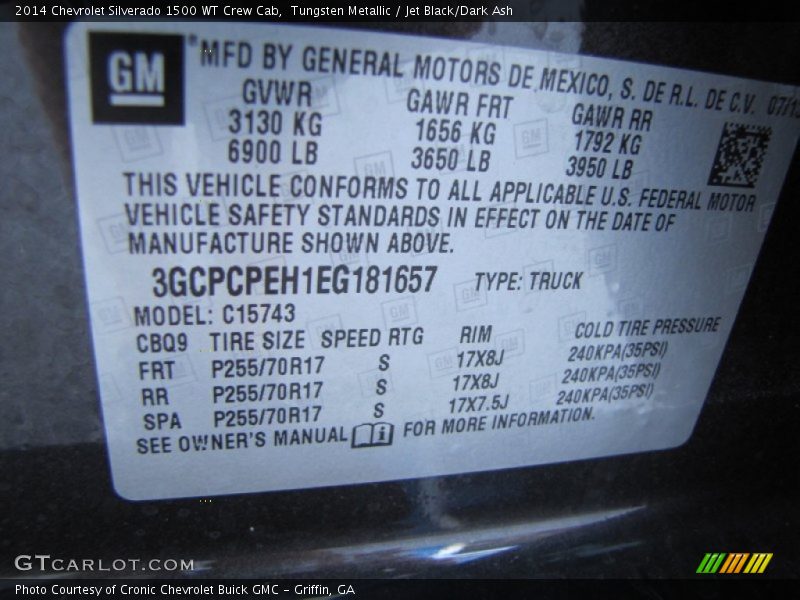 2014 Chevrolet Silverado 1500 WT Crew Cab, Tungsten Metallic / Jet Black/Dark Ash
GM
MFD BY GENERAL MOTORS DE MEXICO, S. DE R.L. DE C.V.
GVWR GAWR FRT GAWR RR
3130 KG 1656 KG 1792 KG
6900 LB 3650 LB 3950 LB
THIS VEHICLE CONFORMS TO ALL APPLICABLE U.S. FEDERAL MOTOR
VEHICLE SAFETY STANDARDS IN EFFECT ON THE DATE OF
MANUFACTURE SHOWN ABOVE.
3GCPCPEH1EG181657 TYPE: TRUCK
MODEL: C15743
CBQ9 TIRE SIZE SPEED RTG RIM COLD TIRE PRESSURE
FRT P255/70R17 S 17X8J 240KPA(35PSI)
RR P255/70R17 S 17X8J 240KPA(35PSI)
SPA P255/70R17 S 17X7.5J 240KPA(35PSI)
SEE OWNER'S MANUAL FOR MORE INFORMATION.
GTCARLOT.COM
Photo Courtesy of Cronic Chevrolet Buick GMC – Griffin, GA